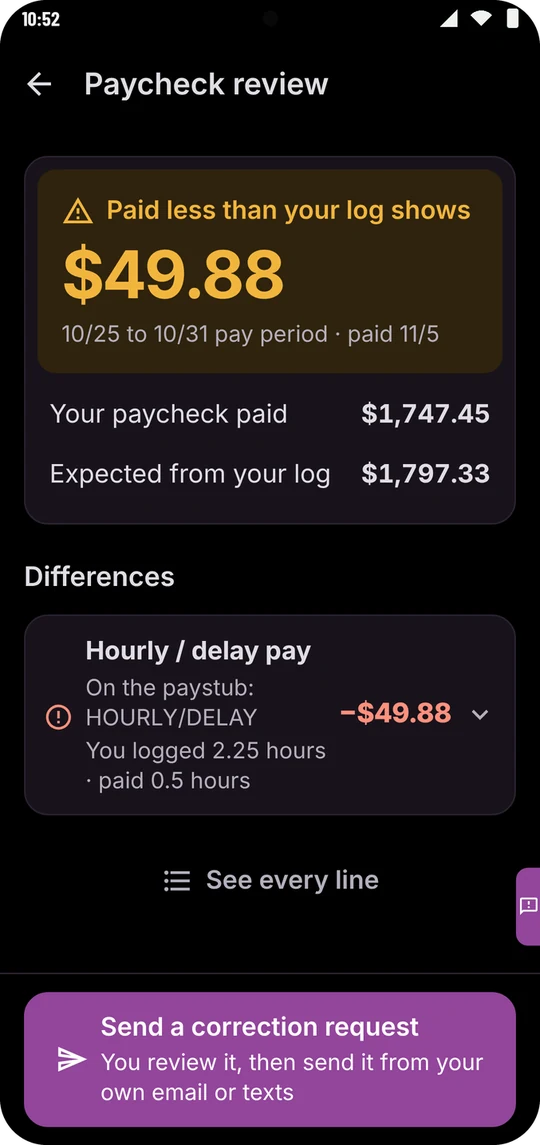 10:52
Paycheck review
Paid less than your log shows
$49.88
10/25 to 10/31 pay period · paid 11/5
Your paycheck paid $1,747.45
Expected from your log $1,797.33
Differences
Hourly / delay pay
On the paystub:
HOURLY/DELAY
−$49.88
You logged 2.25 hours
· paid 0.5 hours
See every line
Send a correction request
You review it, then send it from your
own email or texts